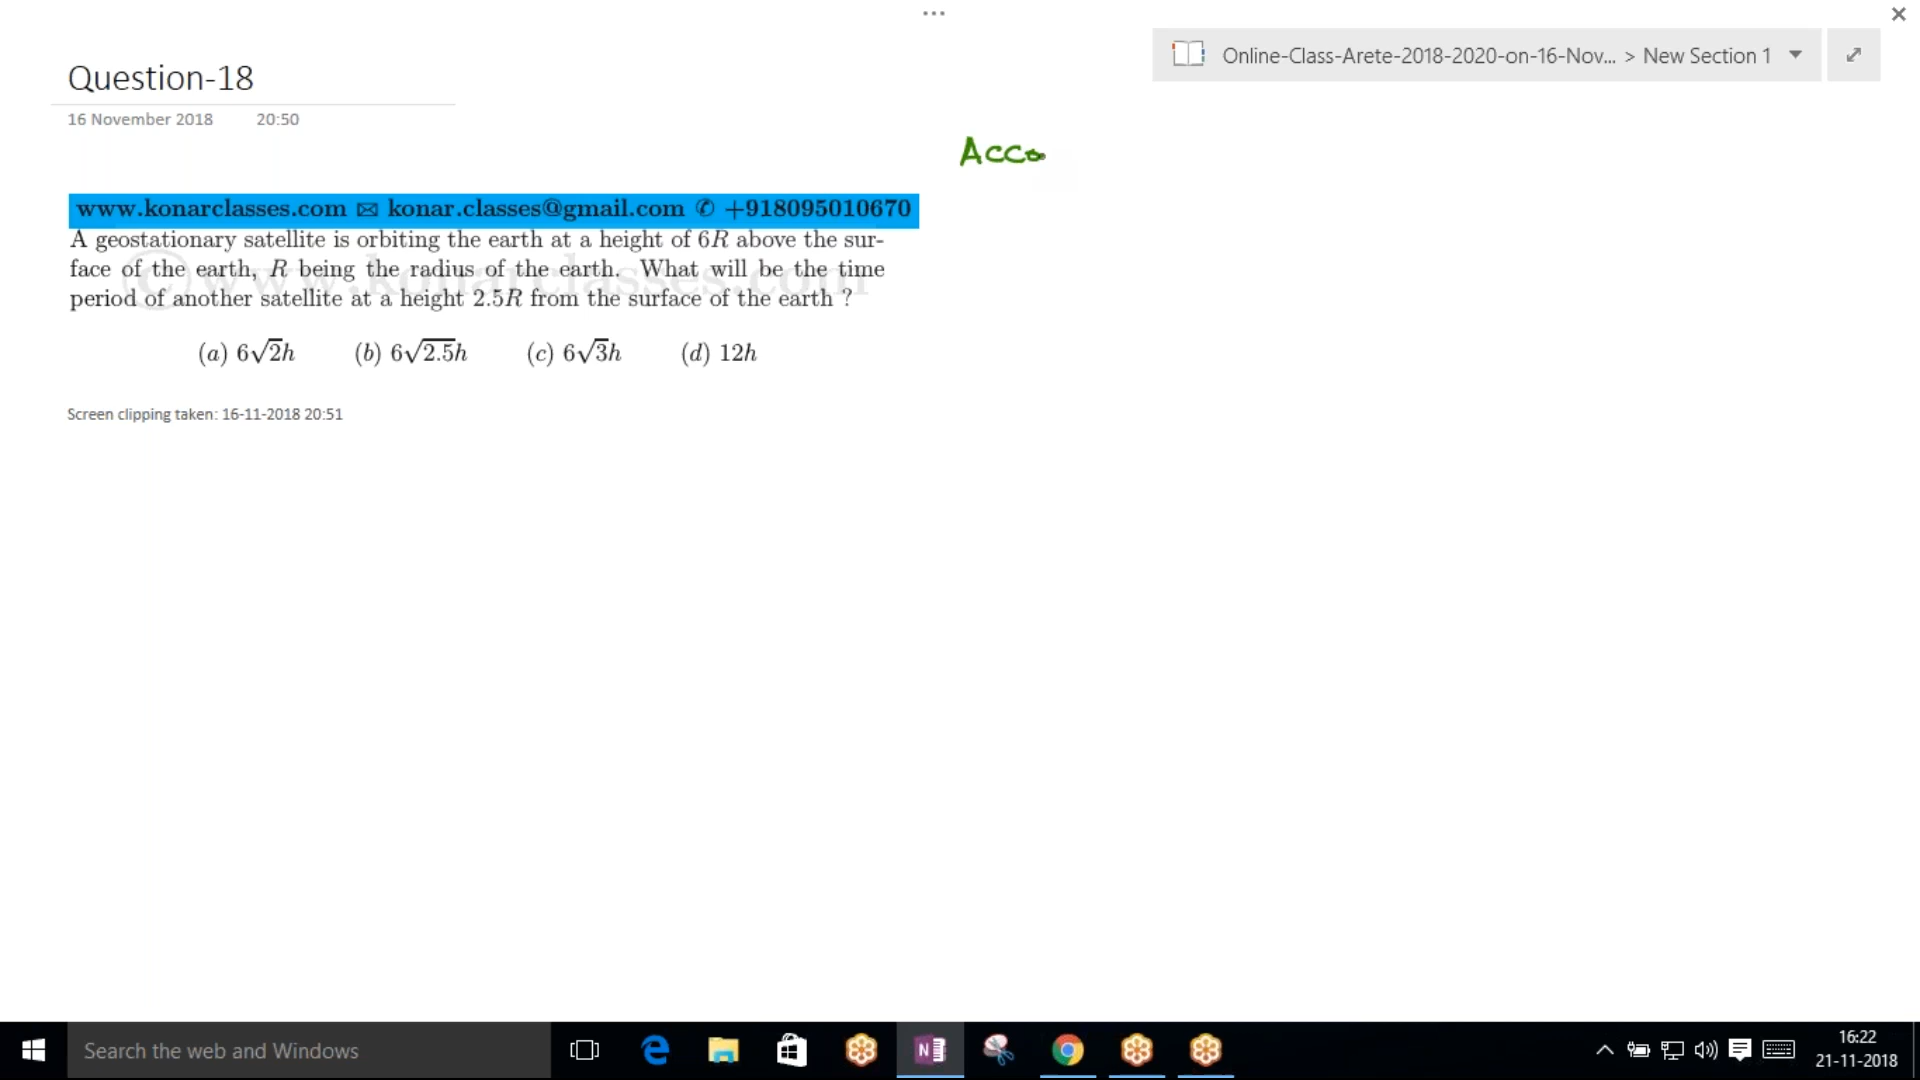 Online-Class-Arete-2018-2020-on-16-Nov... > New Section 1
Question-18
16 November 2018 20:50
Acco
www.konarclasses.com ✉ konar.classes@gmail.com ✆ +918095010670
A geostationary satellite is orbiting the earth at a height of 6R above the sur-
face of the earth, R being the radius of the earth. What will be the time
period of another satellite at a height 2.5R from the surface of the earth ?
© www.konarclasses.com
(a) 6√2h (b) 6√2.5h (c) 6√3h (d) 12h
Screen clipping taken: 16-11-2018 20:51
Search the web and Windows
16:22
21-11-2018